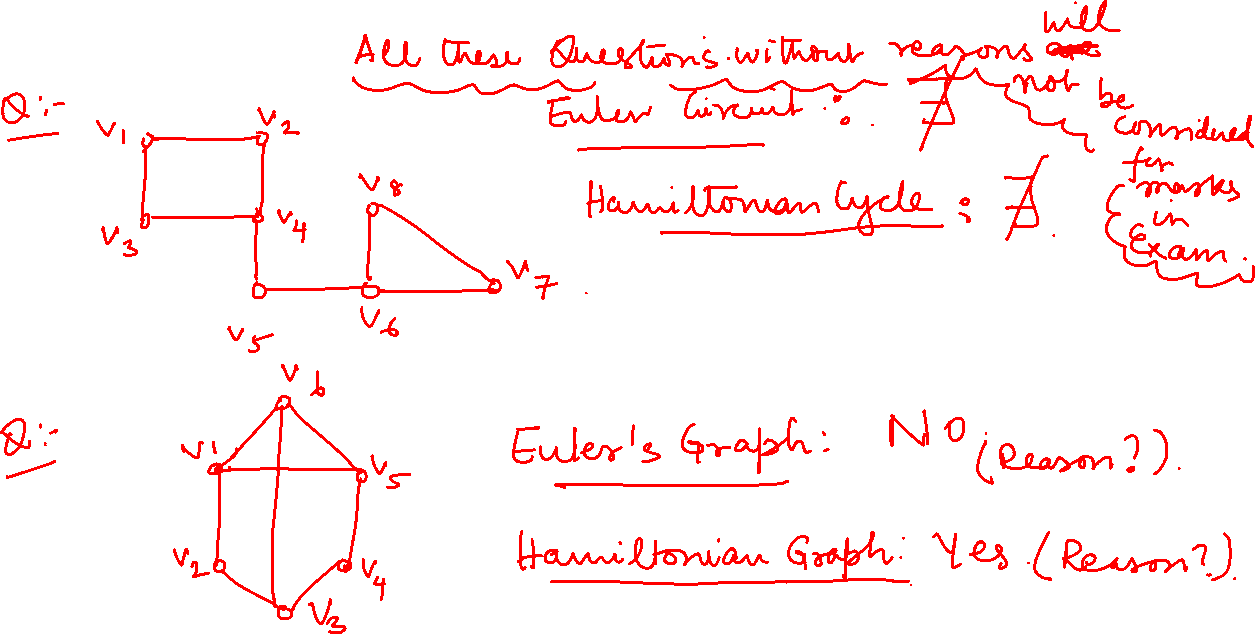 All these Questions without reasons will not be considered for marks in Exam.
Q:-
V1
V2
V3
V4
V5
V6
V7
V8
Euler Circuit : ∄
Hamiltonian Cycle : ∄.
Q:-
V6
V1
V5
V2
V4
V3
Euler's Graph: NO (Reason?).
Hamiltonian Graph: Yes (Reason?).